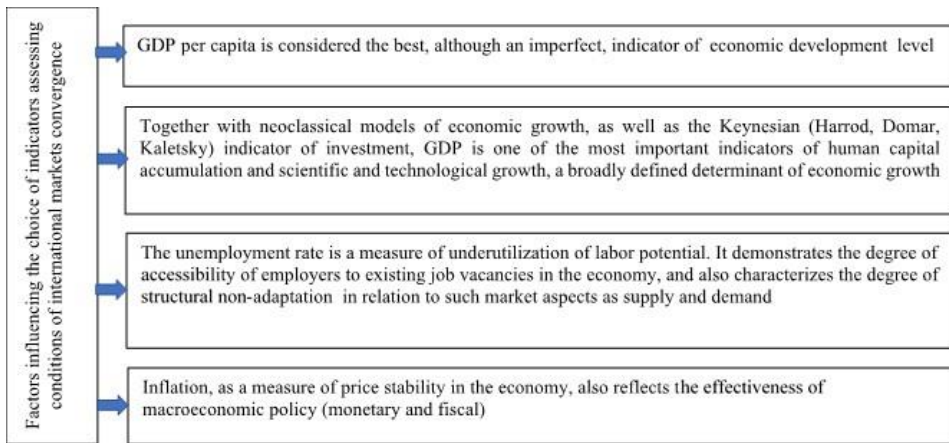 Factors influencing the choice of indicators assessing
conditions of international markets convergence
GDP per capita is considered the best, although an imperfect, indicator of economic development level
Together with neoclassical models of economic growth, as well as the Keynesian (Harrod, Domar,
Kaletsky) indicator of investment, GDP is one of the most important indicators of human capital
accumulation and scientific and technological growth, a broadly defined determinant of economic growth
The unemployment rate is a measure of underutilization of labor potential. It demonstrates the degree of
accessibility of employers to existing job vacancies in the economy, and also characterizes the degree of
structural non-adaptation in relation to such market aspects as supply and demand
Inflation, as a measure of price stability in the economy, also reflects the effectiveness of
macroeconomic policy (monetary and fiscal)